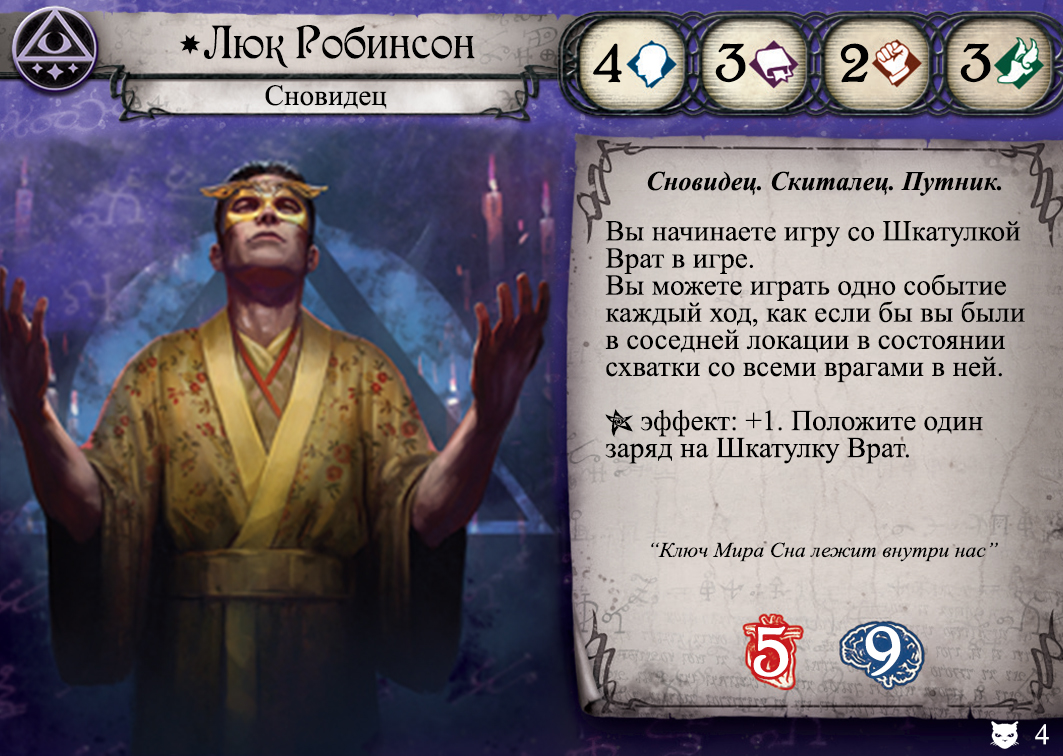 Люк Робинсон
Сновидец
4 3 2 3
Сновидец. Скиталец. Путник.
Вы начинаете игру со Шкатулкой
Врат в игре.
Вы можете играть одно событие
каждый ход, как если бы вы были
в соседней локации в состоянии
схватки со всеми врагами в ней.
эффект: +1. Положите один
заряд на Шкатулку Врат.
“Ключ Мира Сна лежит внутри нас”
5 9
4